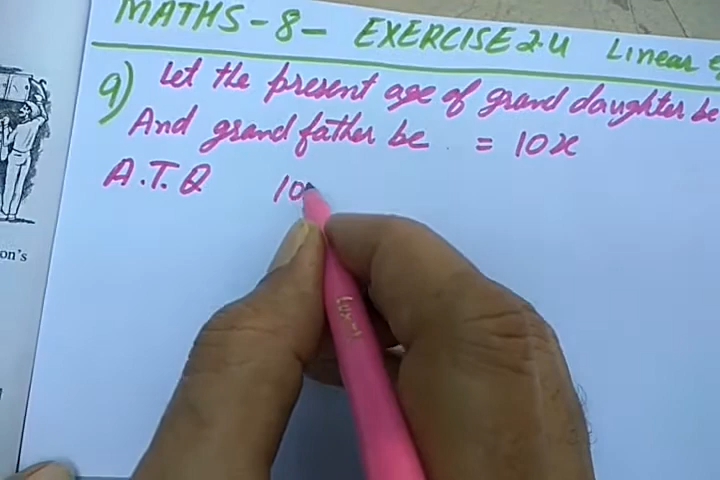 MATHS-8- EXERCISE 2.4 Linear e
9) Let the present age of grand daughter be
And grand father be = 10x
A.T.Q 10
on's